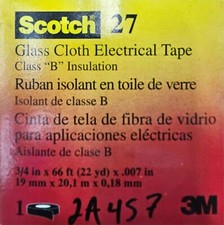 Scotch 27
Glass Cloth Electrical Tape
Class "B" Insulation
Ruban isolant en toile de verre
Isolant de classe B
Cinta de tela de fibra de vidrio
para aplicaciones eléctricas
Aislante de clase B
3/4 in x 66 ft (22 yd) x .007 in
19 mm x 20,1 m x 0,18 mm
1 2A457 3M